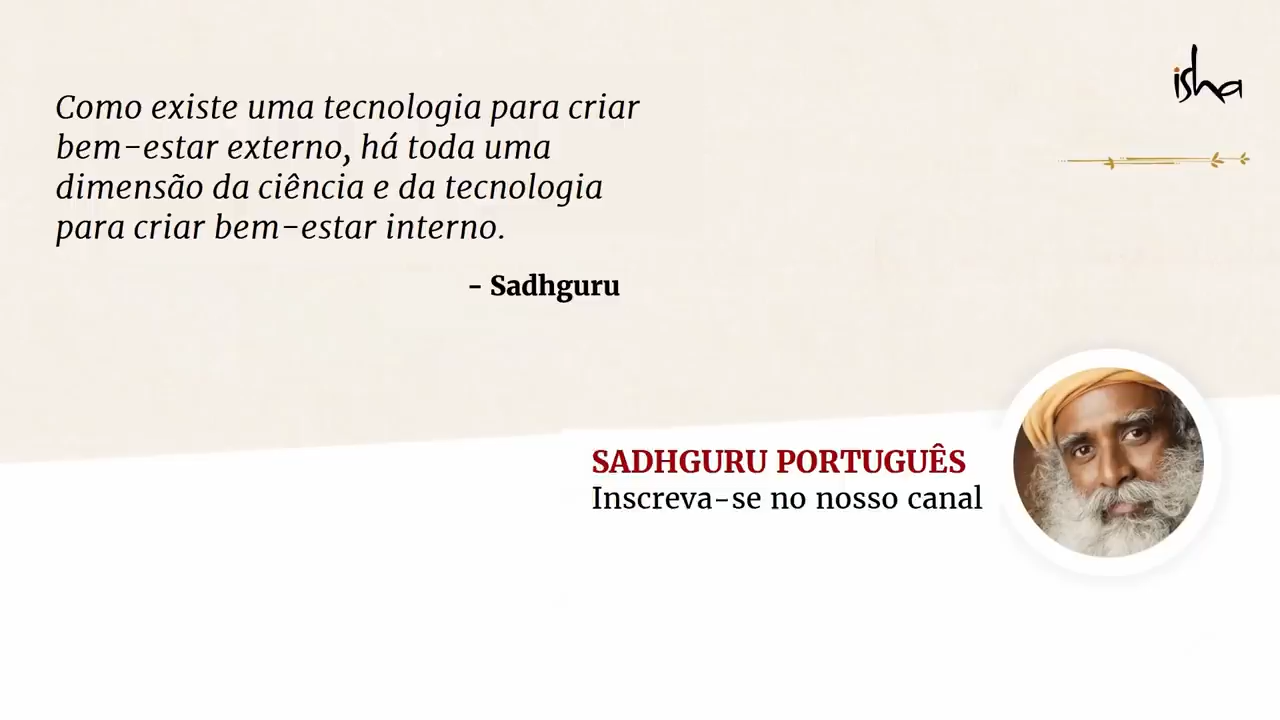 Como existe uma tecnologia para criar
bem-estar externo, há toda uma
dimensão da ciência e da tecnologia
para criar bem-estar interno.
- Sadhguru
isha
SADHGURU PORTUGUÊS
Inscreva-se no nosso canal